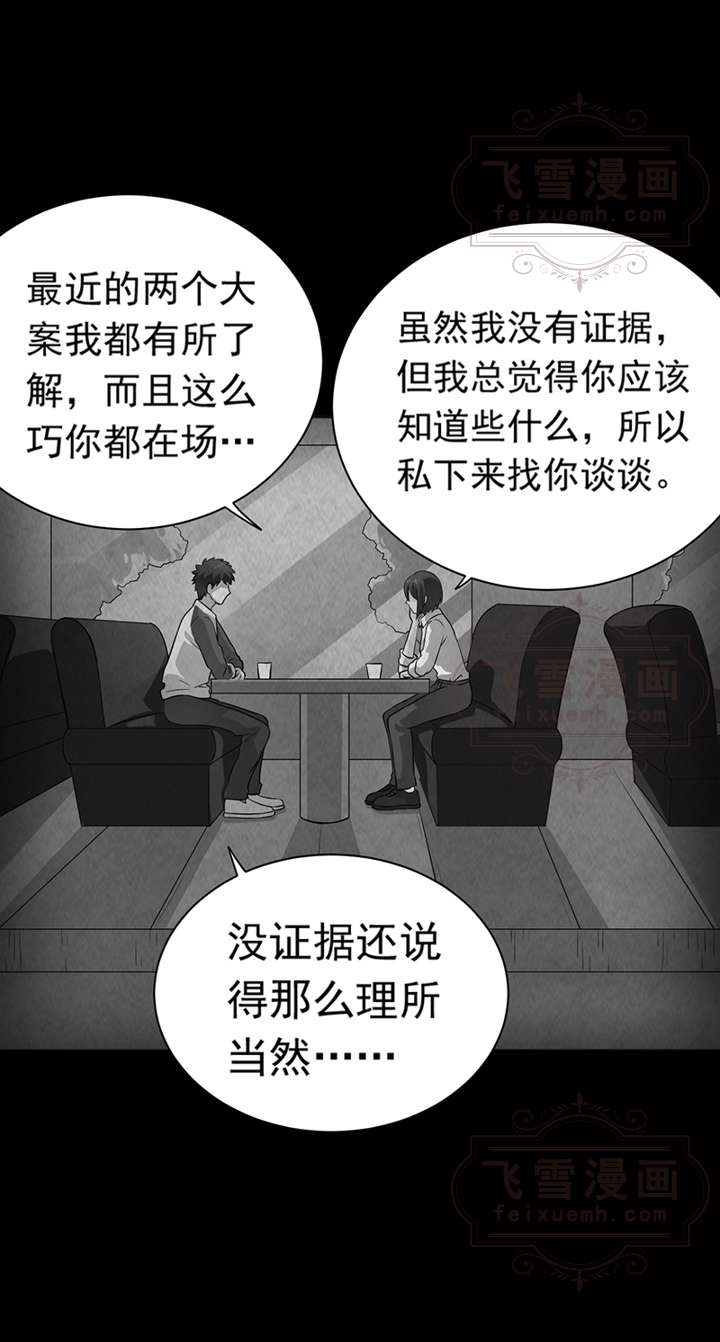 飞雪漫画
feixuemh.com
最近的两个大
案我都有所了
解，而且这么
巧你都在场…
虽然我没有证据，
但我总觉得你应该
知道些什么，所以
私下来找你谈谈。
飞雪漫画
feixuemh.com
没证据还说
得那么理所
当然……
飞雪漫画
feixuemh.com